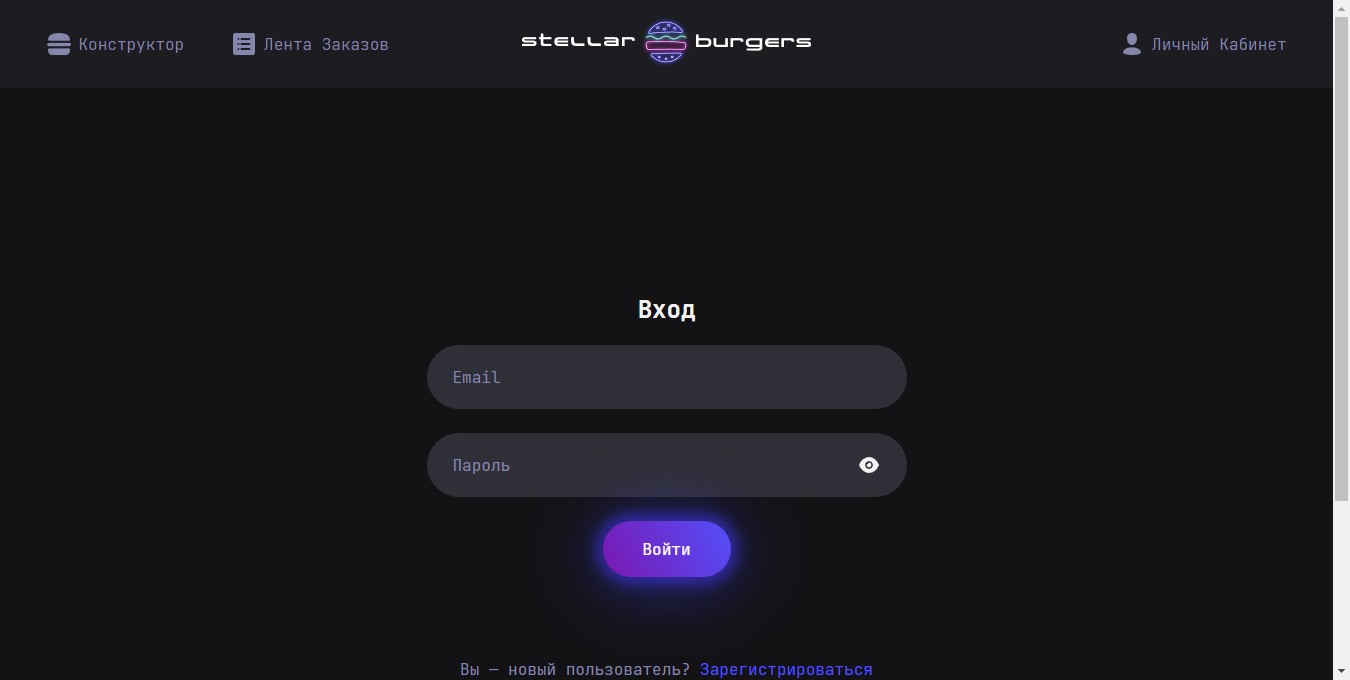 Конструктор
Лента Заказов
stellar burgers
Личный Кабинет
Вход
Email
Пароль
Войти
Вы — новый пользователь? Зарегистрироваться